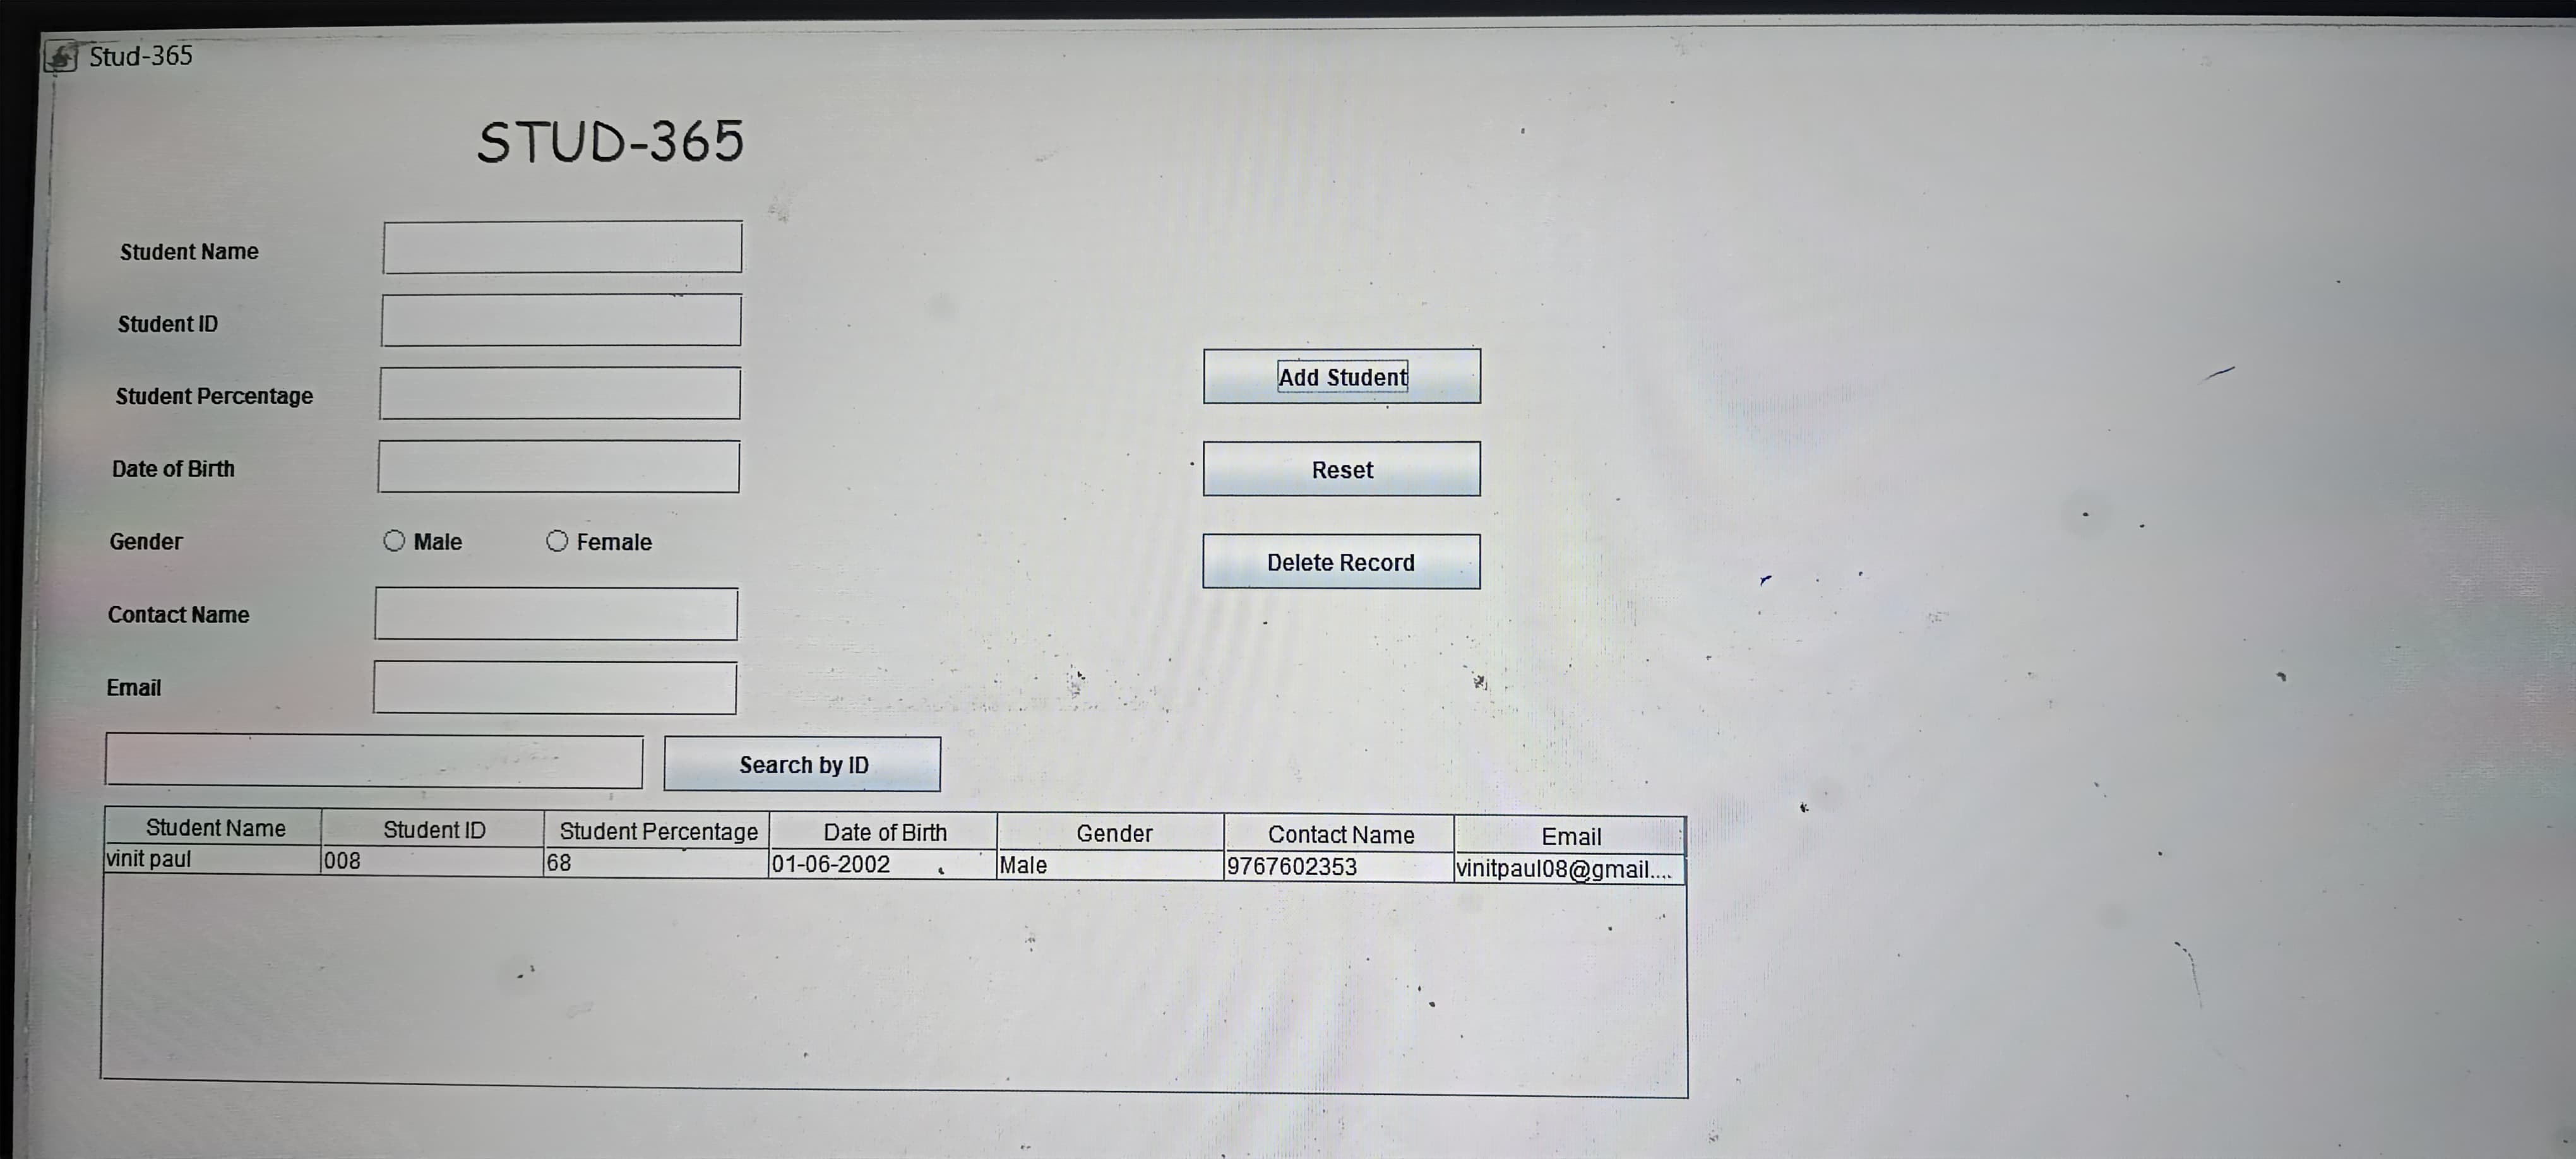 Stud-365
STUD-365
Student Name
Student ID
Student Percentage
Date of Birth
Gender Male Female
Contact Name
Email
Add Student
Reset
Delete Record
Search by ID
Student Name Student ID Student Percentage Date of Birth Gender Contact Name Email
vinit paul 008 68 01-06-2002 Male 9767602353 vinitpaul08@gmail....